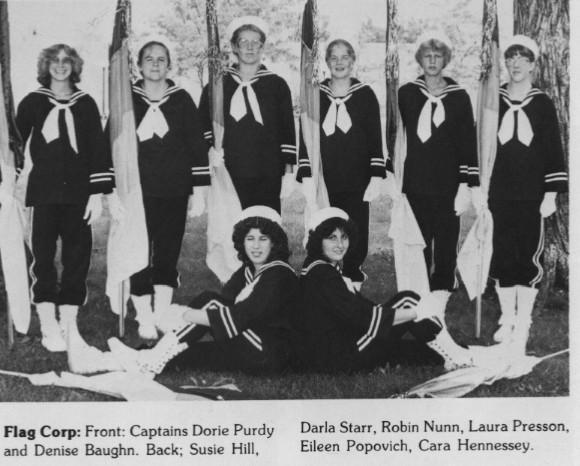 Flag Corp: Front: Captains Dorie Purdy
and Denise Baughn. Back; Susie Hill,
Darla Starr, Robin Nunn, Laura Presson,
Eileen Popovich, Cara Hennessey.